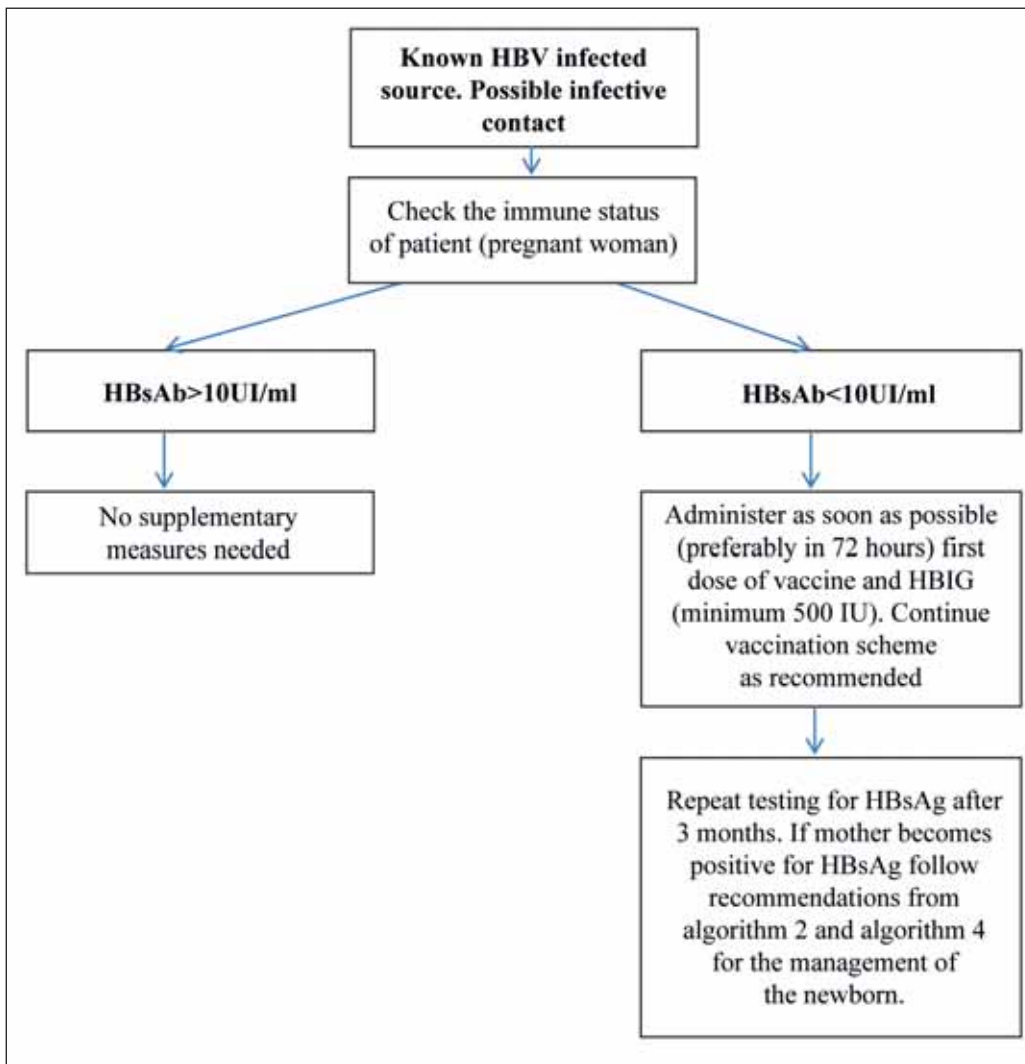 Known HBV infected
source. Possible infective
contact
Check the immune status
of patient (pregnant woman)
HBsAb>10UI/ml
HBsAb<10UI/ml
No supplementary
measures needed
Administer as soon as possible
(preferably in 72 hours) first
dose of vaccine and HBIG
(minimum 500 IU). Continue
vaccination scheme
as recommended
Repeat testing for HBsAg after
3 months. If mother becomes
positive for HBsAg follow
recommendations from
algorithm 2 and algorithm 4
for the management of
the newborn.